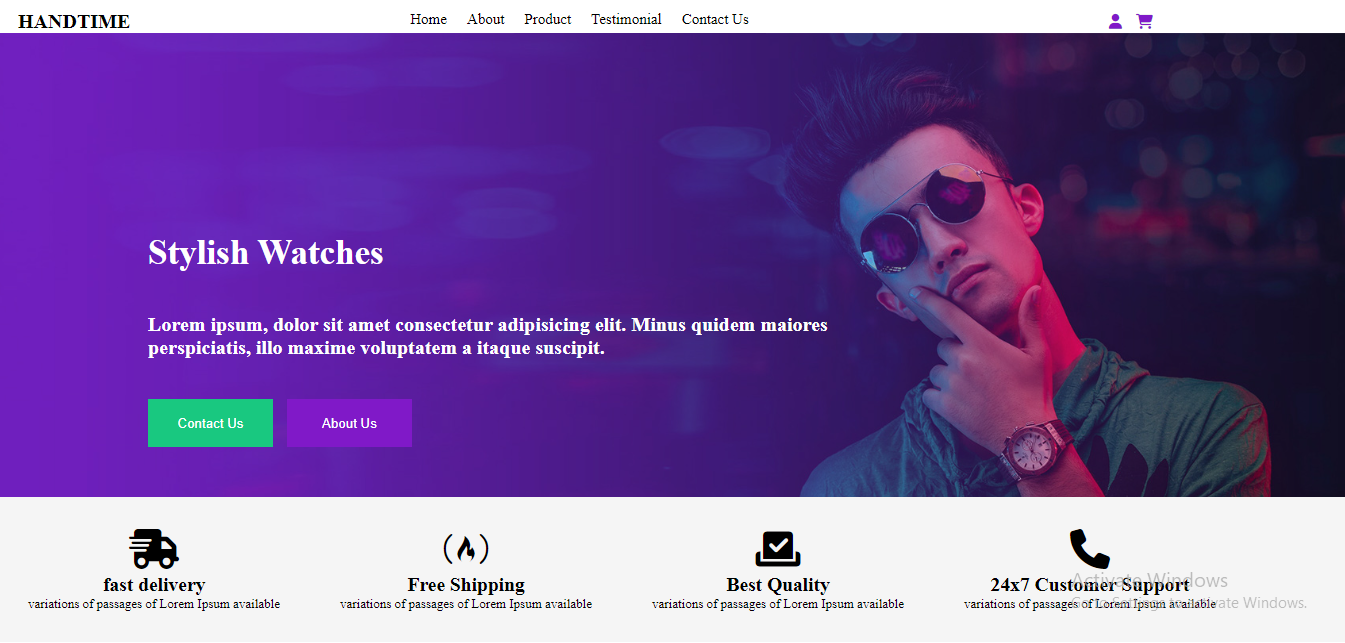 HANDTIME
Home About Product Testimonial Contact Us
Stylish Watches
Lorem ipsum, dolor sit amet consectetur adipisicing elit. Minus quidem maiores
perspiciatis, illo maxime voluptatem a itaque suscipit.
Contact Us About Us
fast delivery Free Shipping Best Quality 24x7 Customer Support
variations of passages of Lorem Ipsum available variations of passages of Lorem Ipsum available variations of passages of Lorem Ipsum available variations of passages of Lorem Ipsum available
Activate Windows
Go to Settings to activate Windows.